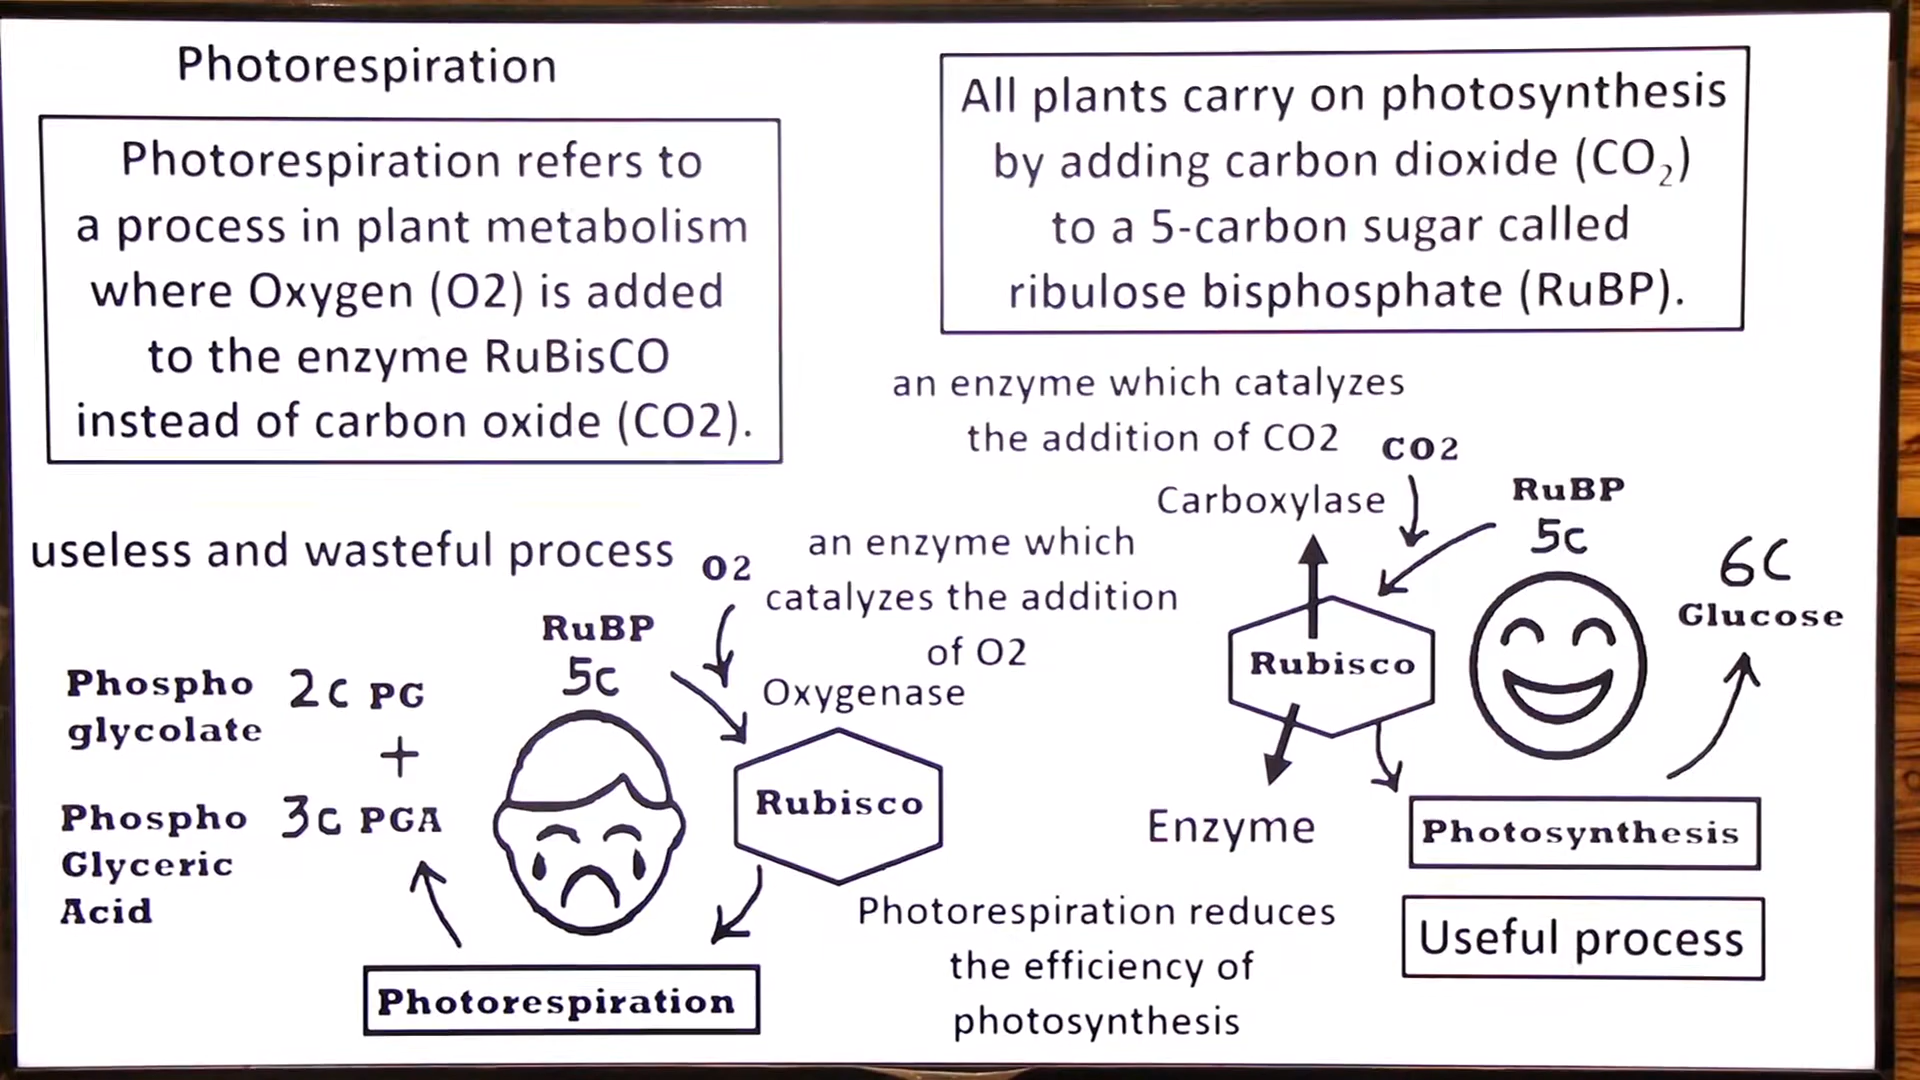 Photorespiration
Photorespiration refers to
a process in plant metabolism
where Oxygen (O2) is added
to the enzyme RuBisCO
instead of carbon oxide (CO2).
All plants carry on photosynthesis
by adding carbon dioxide (CO₂)
to a 5-carbon sugar called
ribulose bisphosphate (RuBP).
useless and wasteful process
O2
an enzyme which
catalyzes the addition
of O2
Oxygenase
RuBP
5c
Rubisco
Phospho
glycolate
2c PG
+
Phospho
Glyceric
Acid
3c PGA
Photorespiration
an enzyme which catalyzes
the addition of CO2
CO2
Carboxylase
RuBP
5c
6C
Glucose
Rubisco
Enzyme
Photosynthesis
Useful process
Photorespiration reduces
the efficiency of
photosynthesis